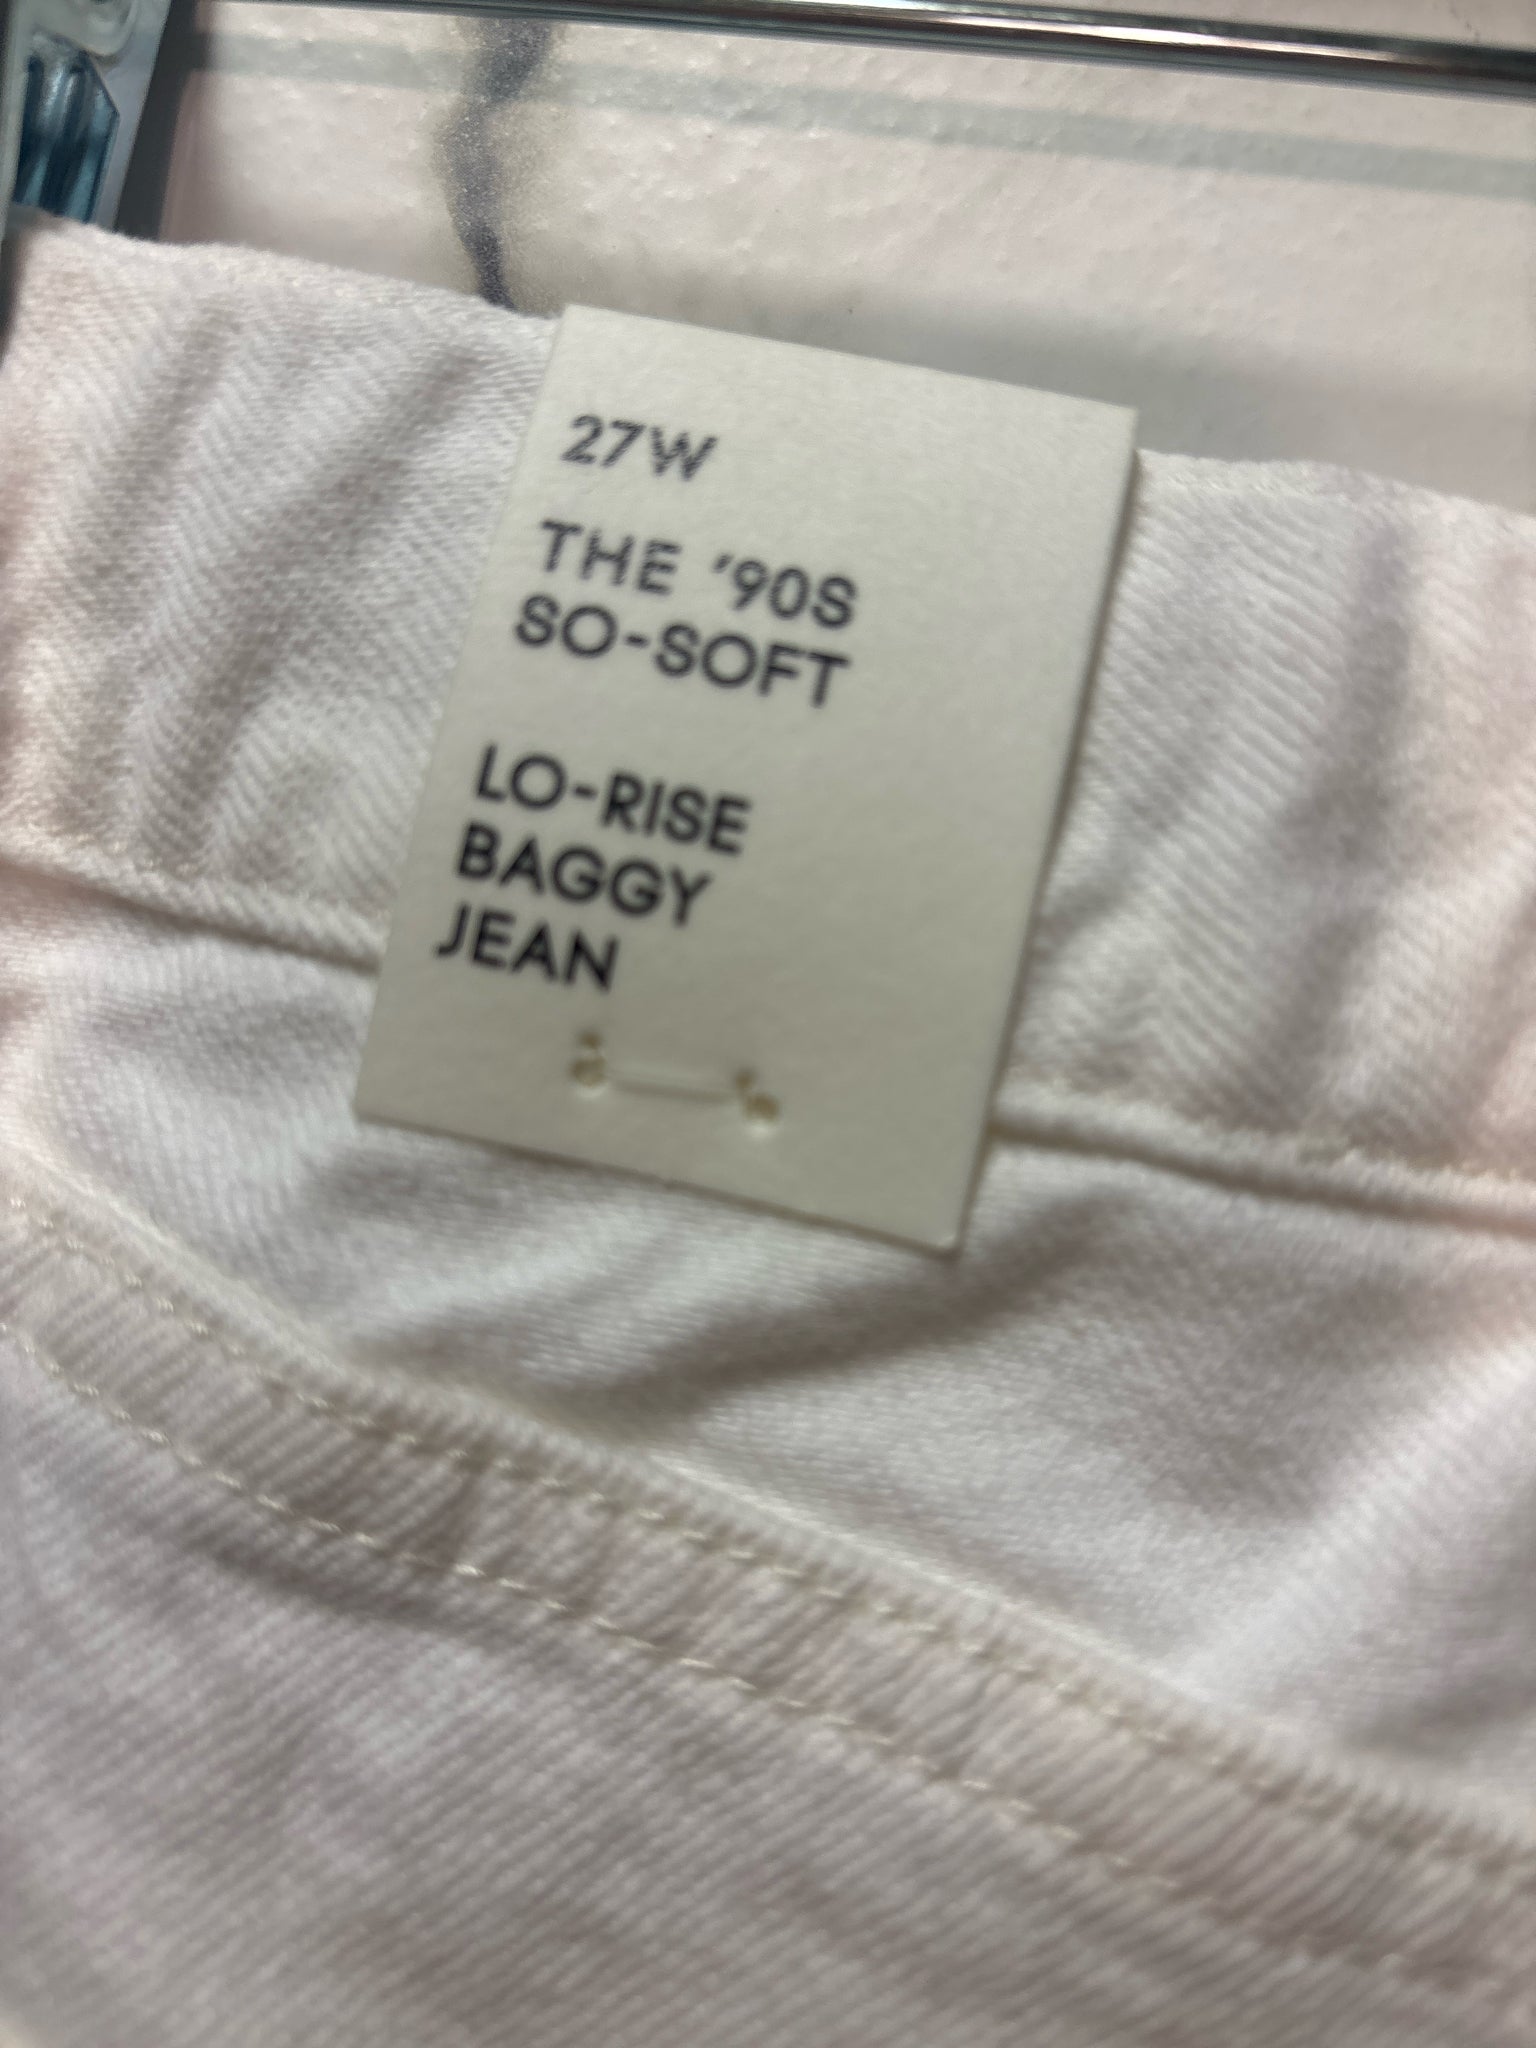 27W
THE '90S
SO-SOFT
LO-RISE
BAGGY
JEAN